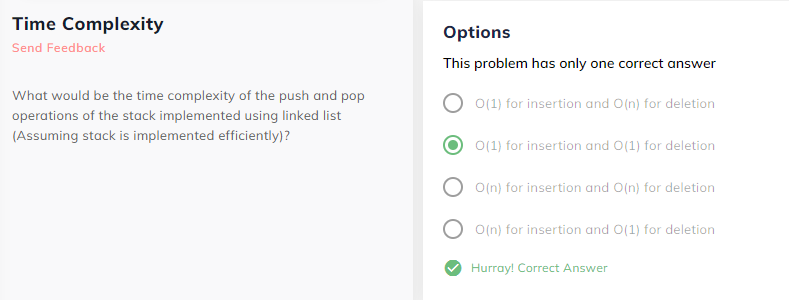 Time Complexity
Send Feedback
What would be the time complexity of the push and pop
operations of the stack implemented using linked list
(Assuming stack is implemented efficiently)?
Options
This problem has only one correct answer
O(1) for insertion and O(n) for deletion
O(1) for insertion and O(1) for deletion
O(n) for insertion and O(n) for deletion
O(n) for insertion and O(1) for deletion
Hurray! Correct Answer